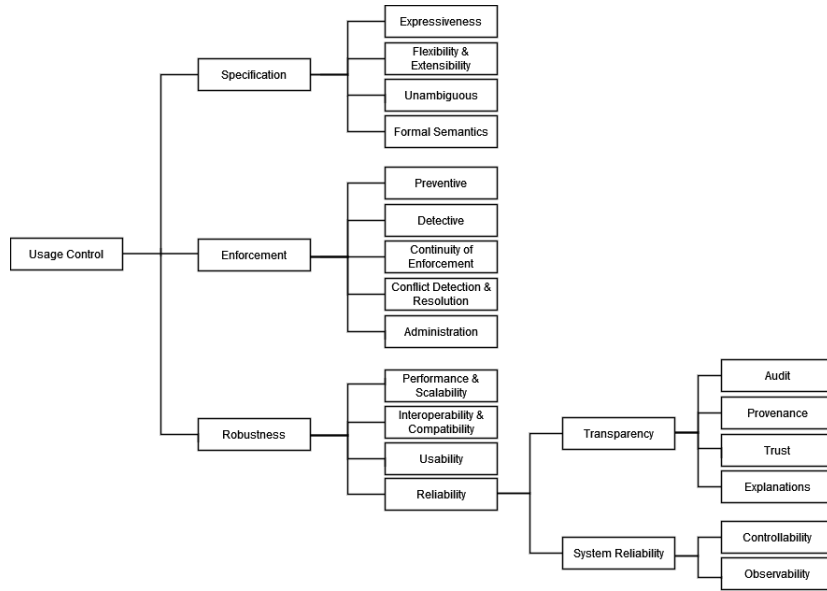 Usage Control
Specification
Expressiveness
Flexibility &
Extensibility
Unambiguous
Formal Semantics
Enforcement
Preventive
Detective
Continuity of
Enforcement
Conflict Detection &
Resolution
Administration
Robustness
Performance &
Scalability
Interoperability &
Compatibility
Usability
Reliability
Transparency
Audit
Provenance
Trust
Explanations
System Reliability
Controllability
Observability